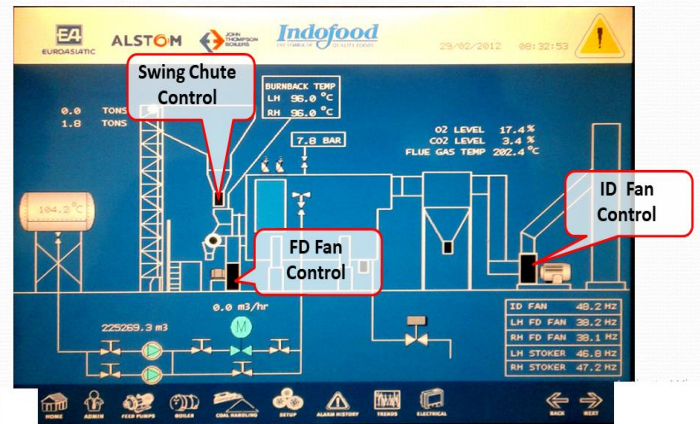 EA
EUROASIATIC
ALSTOM
JOHN
THOMPSON
BOILERS
Indofood
THE SYMBOL OF QUALITY FOODS
29/02/2012 08:32:53
Swing Chute
Control
0.0 TONS
1.8 TONS
BURNBACK TEMP
LH 96.0 °C
RH 96.0 °C
7.8 BAR
O2 LEVEL 17.4 %
CO2 LEVEL 3.4 %
FLUE GAS TEMP 202.4 °C
ID Fan
Control
104.2 °C
FD Fan
Control
0.0 m3/hr
225269.3 m3
M
ID FAN 48.2 Hz
LH FD FAN 38.2 Hz
RH FD FAN 38.1 Hz
LH STOKER 46.8 Hz
RH STOKER 47.2 Hz
HOME
ADMIN
FEED PUMPS
BOILER
COAL HANDLING
SETUP
ALARM HISTORY
TRENDS
ELECTRICAL
BACK
NEXT